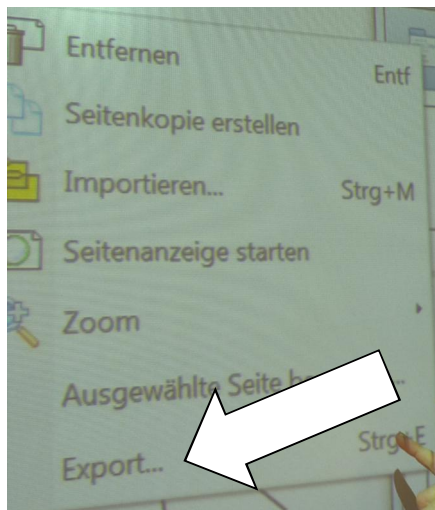 Entfernen Entf
Seitenkopie erstellen
Importieren... Strg+M
Seitenanzeige starten
Zoom
Ausgewählte Seite
Export... Strg+E